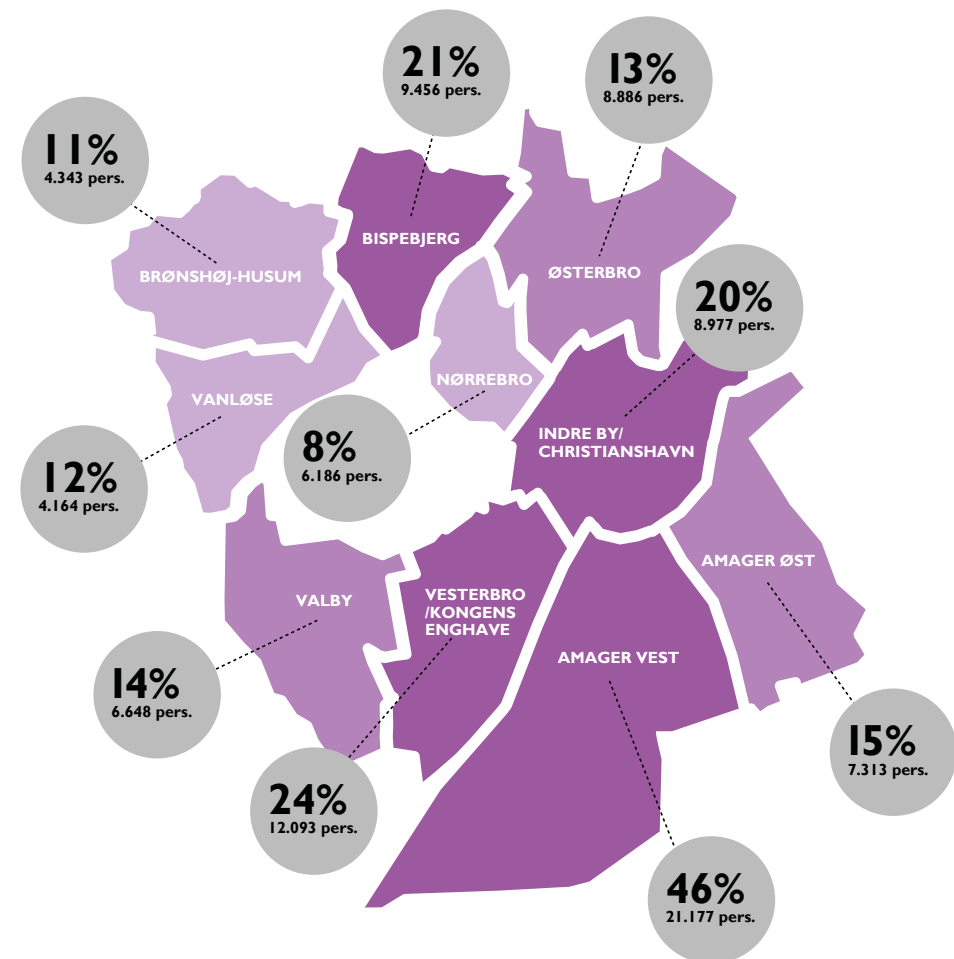 21%
9.456 pers.
13%
8.886 pers.
11%
4.343 pers.
BISPEBJERG
BRØNSHØJ-HUSUM
ØSTERBRO
20%
8.977 pers.
NØRREBRO
VANLØSE
8%
6.186 pers.
INDRE BY/
CHRISTIANSHAVN
12%
4.164 pers.
AMAGER ØST
VALBY
VESTERBRO
/KONGENS
ENGHAVE
AMAGER VEST
14%
6.648 pers.
15%
7.313 pers.
24%
12.093 pers.
46%
21.177 pers.